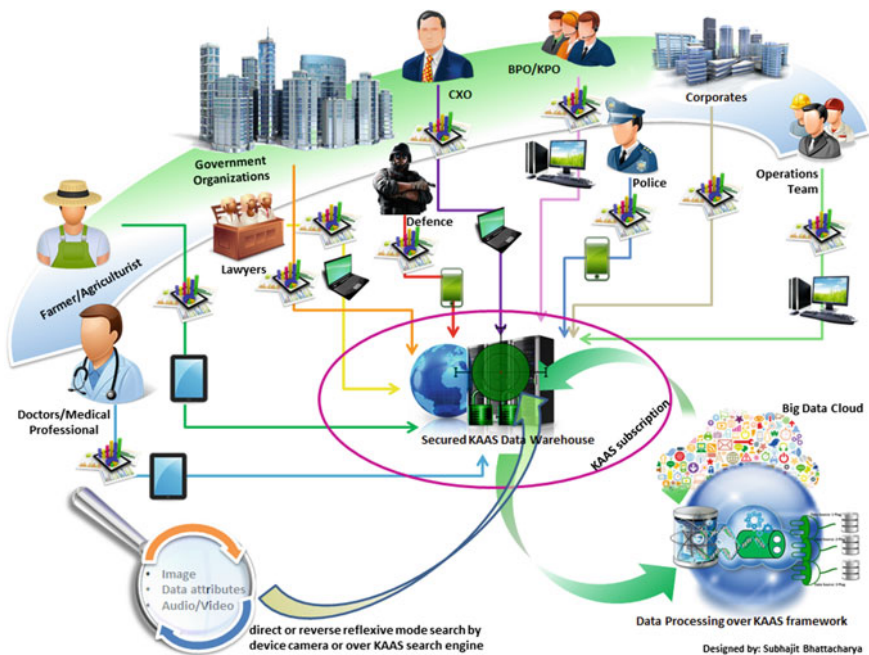 CXO
BPO/KPO
Corporates
Government
Organizations
Police
Operations
Team
Defence
Lawyers
Farmer/Agriculturist
Doctors/Medical
Professional
Secured KAAS Data Warehouse
KAAS subscription
Big Data Cloud
• Image
• Data attributes
• Audio/Video
direct or reverse reflexive mode search by
device camera or over KAAS search engine
Data Processing over KAAS framework
Designed by: Subhajit Bhattacharya